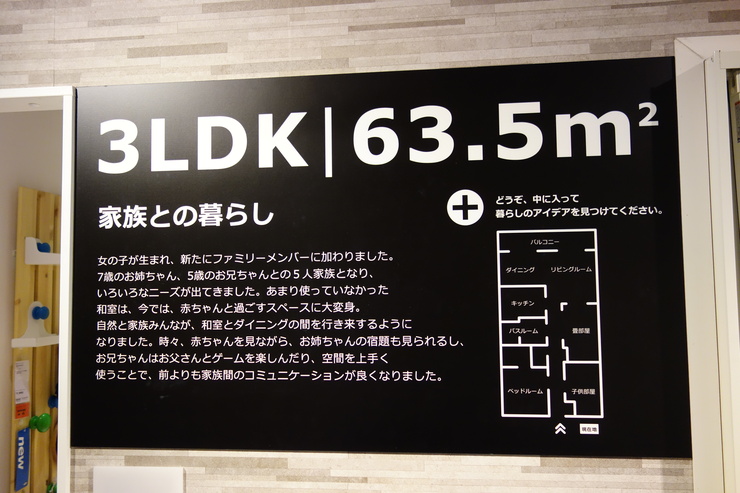 3LDK|63.5m²
家族との暮らし
どうぞ、中に入って
暮らしのアイデアを見つけてください。
女の子が生まれ、新たにファミリーメンバーに加わりました。
7歳のお姉ちゃん、5歳のお兄ちゃんとの5人家族となり、
いろいろなニーズが出てきました。あまり使っていなかった
和室は、今では、赤ちゃんと過ごすスペースに大変身。
自然と家族みんなが、和室とダイニングの間を行き来するように
なりました。時々、赤ちゃんを見ながら、お姉ちゃんの宿題も見られるし、
お兄ちゃんはお父さんとゲームを楽しんだり、空間を上手く
使うことで、前よりも家族間のコミュニケーションが良くなりました。
バルコニー
ダイニング リビングルーム
キッチン
バスルーム 畳部屋
ベッドルーム 子供部屋
現在地
new